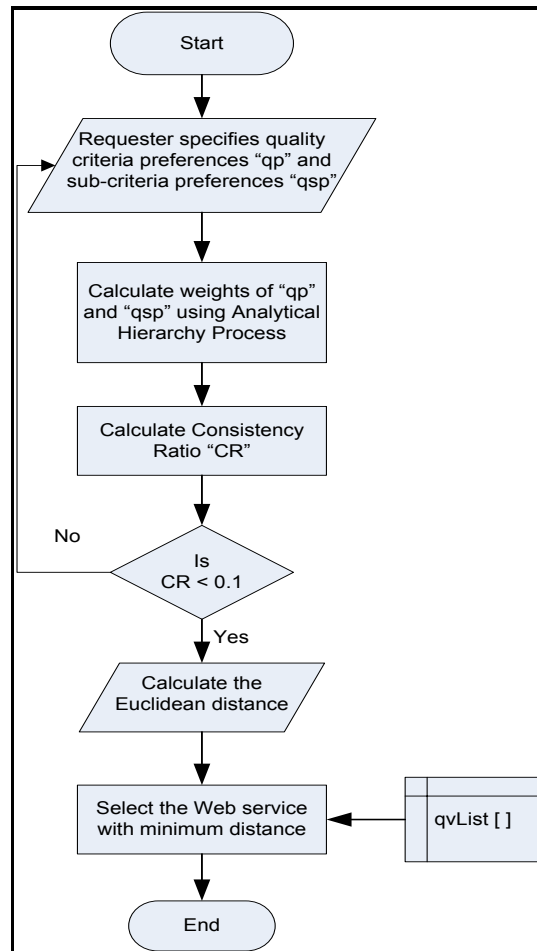 Start
Requester specifies quality
criteria preferences “qp” and
sub-criteria preferences “qsp”
Calculate weights of “qp”
and “qsp” using Analytical
Hierarchy Process
Calculate Consistency
Ratio “CR”
No
Is
CR < 0.1
Yes
Calculate the
Euclidean distance
Select the Web service
with minimum distance
qvList [ ]
End